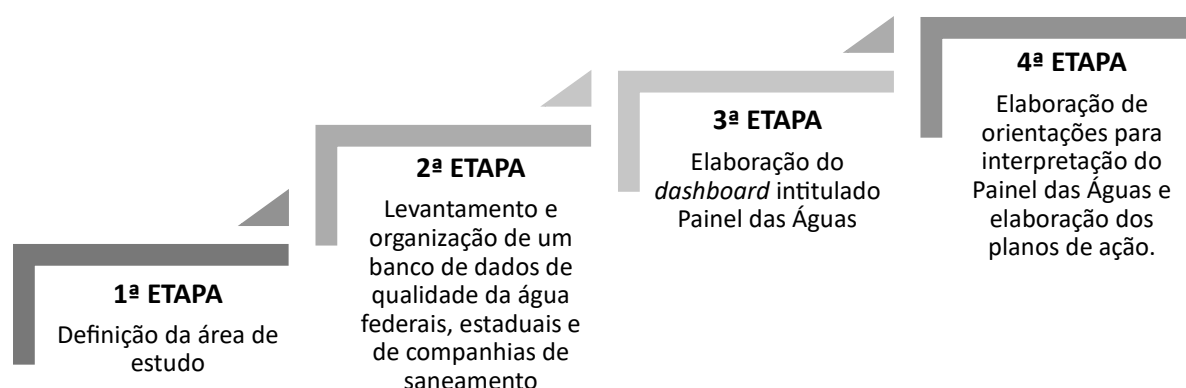 1ª ETAPA
Definição da área de
estudo
2ª ETAPA
Levantamento e
organização de um
banco de dados de
qualidade da água
federais, estaduais e
de companhias de
saneamento
3ª ETAPA
Elaboração do
dashboard intitulado
Painel das Águas
4ª ETAPA
Elaboração de
orientações para
interpretação do
Painel das Águas e
elaboração dos
planos de ação.